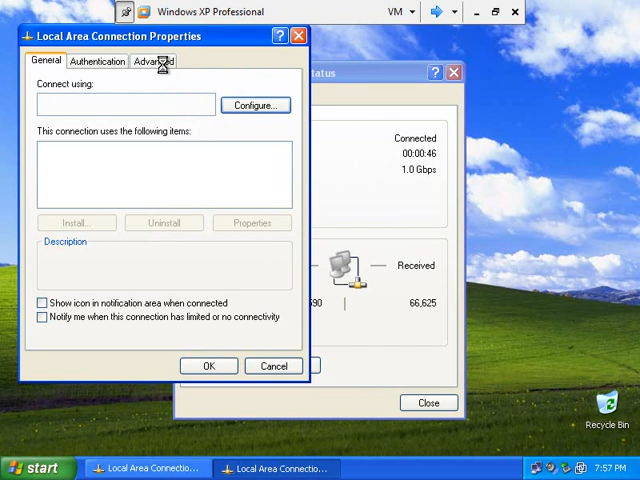 Windows XP Professional
VM
Local Area Connection Properties
General
Authentication
Connect using:
Configure...
This connection uses the following items:
Install...
Uninstall
Properties
Description
Show icon in notification area when connected
Notify me when this connection has limited or no connectivity
OK
Cancel
Connected
00:00:46
1.0 Gbps
Received
66,625
Close
Recycle Bin
start
Local Area Connectio...
Local Area Connectio...
7:57 PM